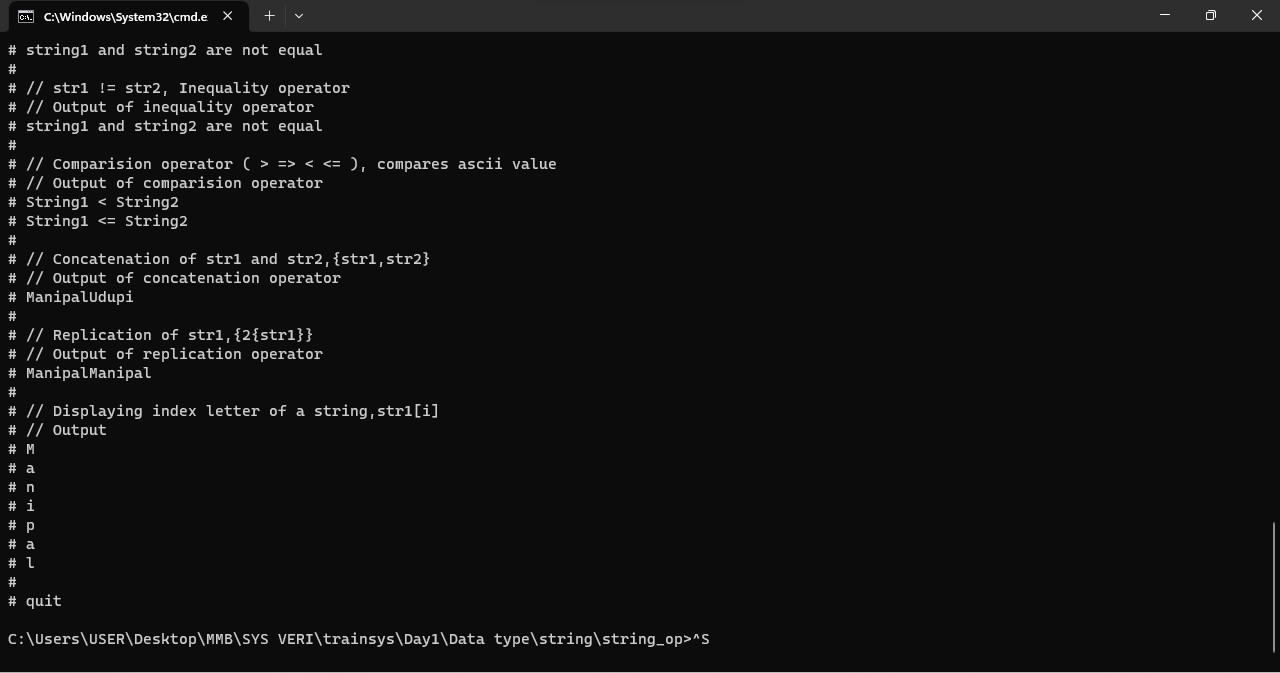 C:\Windows\System32\cmd.e
# string1 and string2 are not equal
#
# // str1 != str2, Inequality operator
# // Output of inequality operator
# string1 and string2 are not equal
#
# // Comparision operator ( > => < <= ), compares ascii value
# // Output of comparision operator
# String1 < String2
# String1 <= String2
#
# // Concatenation of str1 and str2,{str1,str2}
# // Output of concatenation operator
# ManipalUdupi
#
# // Replication of str1,{2{str1}}
# // Output of replication operator
# ManipalManipal
#
# // Displaying index letter of a string,str1[i]
# // Output
# M
# a
# n
# i
# p
# a
# l
#
# quit
C:\Users\USER\Desktop\MMB\SYS VERI\trainsys\Day1\Data type\string\string_op>^S